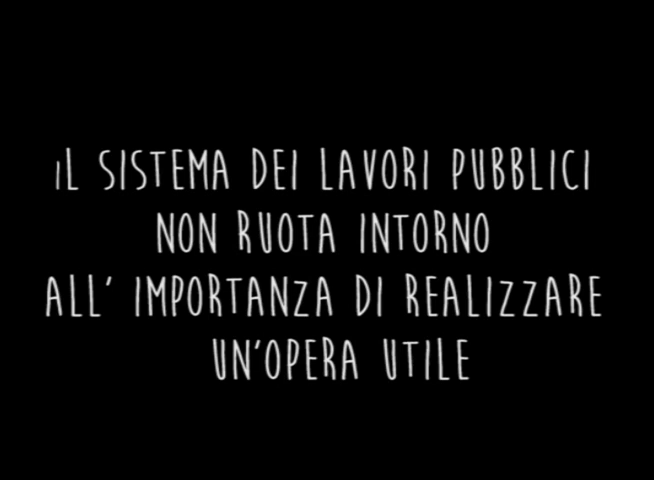 IL SISTEMA DEI LAVORI PUBBLICI
NON RUOTA INTORNO
ALL' IMPORTANZA DI REALIZZARE
UN'OPERA UTILE